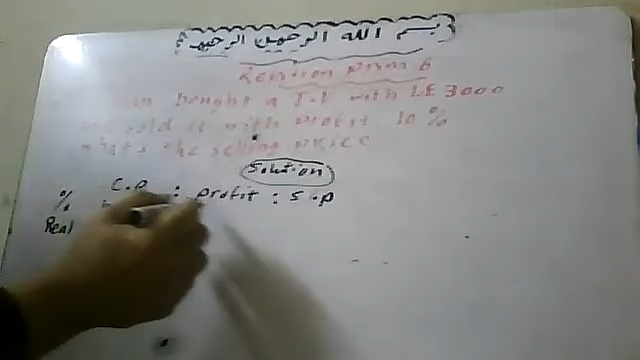 بسم الله الرحمن الرحيم
Revision Prim 6
bought a T.V with LE 3000
sold it with profit 10%
the selling price
Solution
C.P : profit : S.P
%
Real